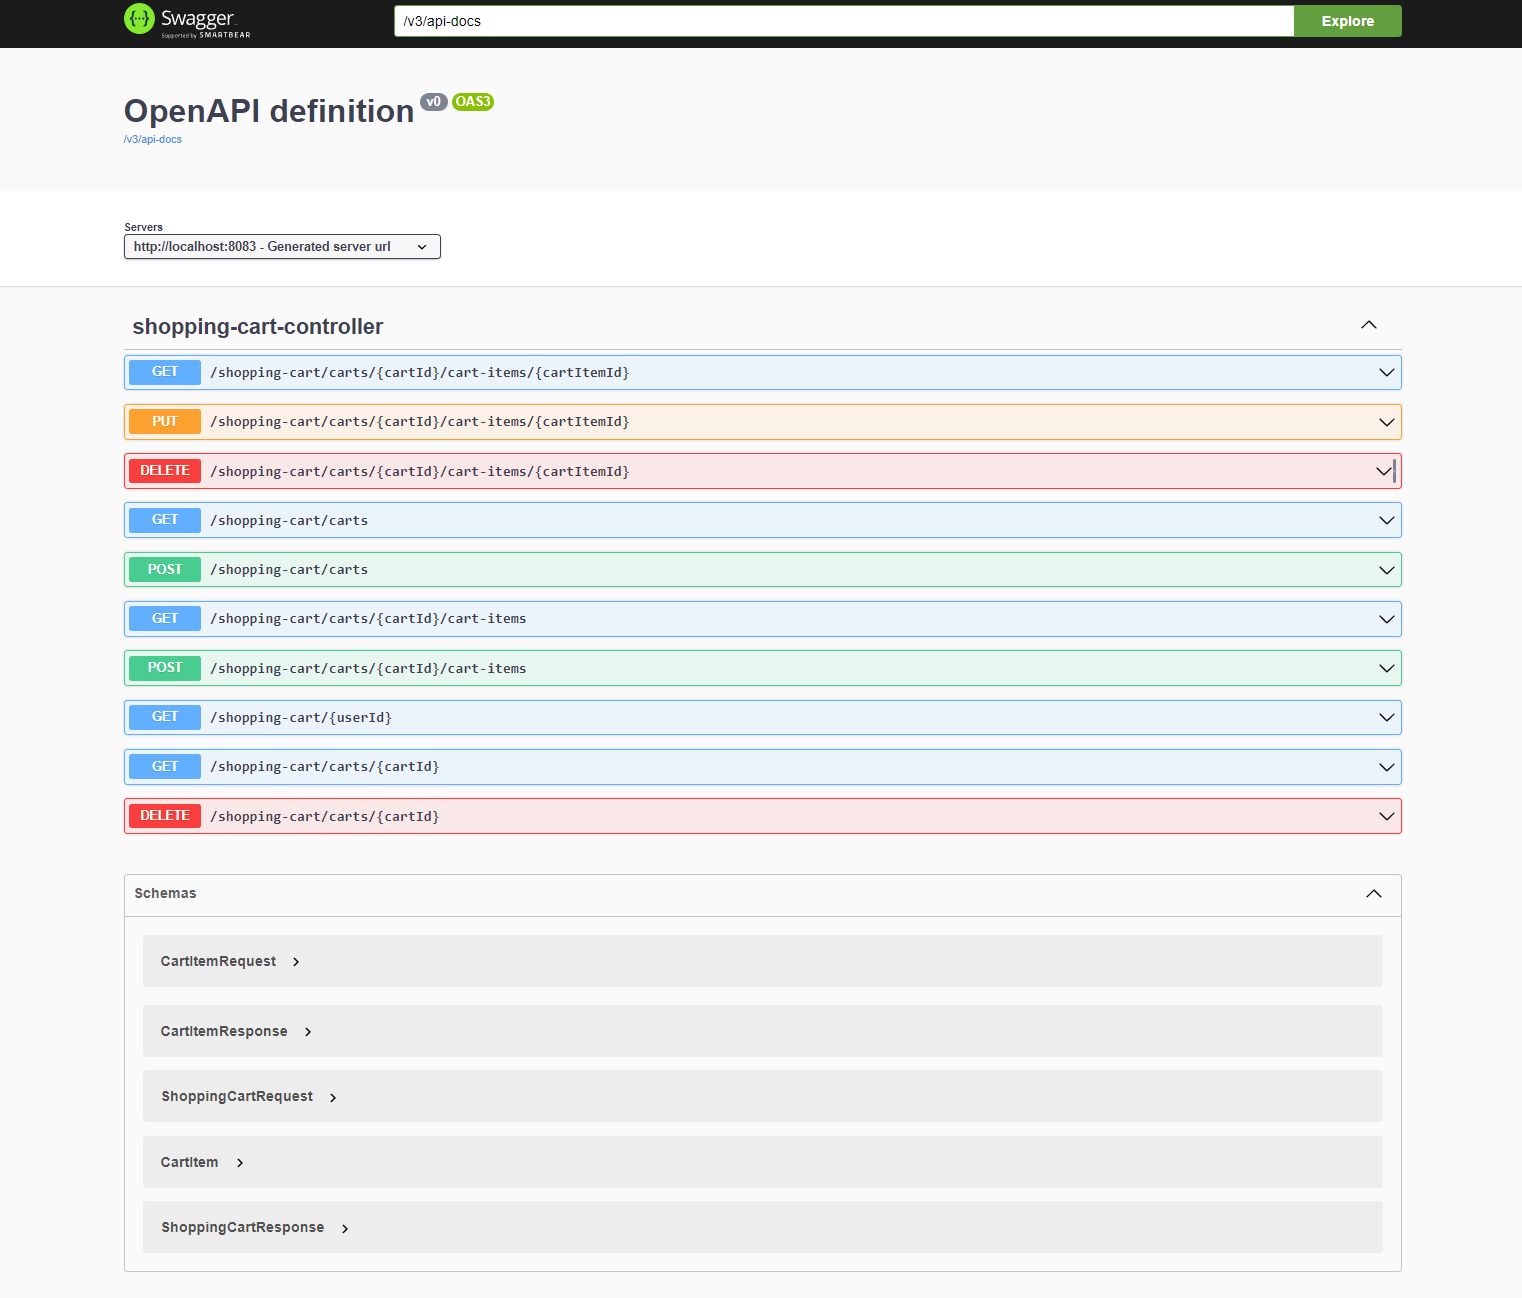 Swagger
Supported by SMARTBEAR
/v3/api-docs
Explore
OpenAPI definition v0 OAS3
/v3/api-docs
Servers
http://localhost:8083 - Generated server url
shopping-cart-controller
GET /shopping-cart/carts/{cartId}/cart-items/{cartItemId}
PUT /shopping-cart/carts/{cartId}/cart-items/{cartItemId}
DELETE /shopping-cart/carts/{cartId}/cart-items/{cartItemId}
GET /shopping-cart/carts
POST /shopping-cart/carts
GET /shopping-cart/carts/{cartId}/cart-items
POST /shopping-cart/carts/{cartId}/cart-items
GET /shopping-cart/{userId}
GET /shopping-cart/carts/{cartId}
DELETE /shopping-cart/carts/{cartId}
Schemas
CartItemRequest
CartItemResponse
ShoppingCartRequest
CartItem
ShoppingCartResponse